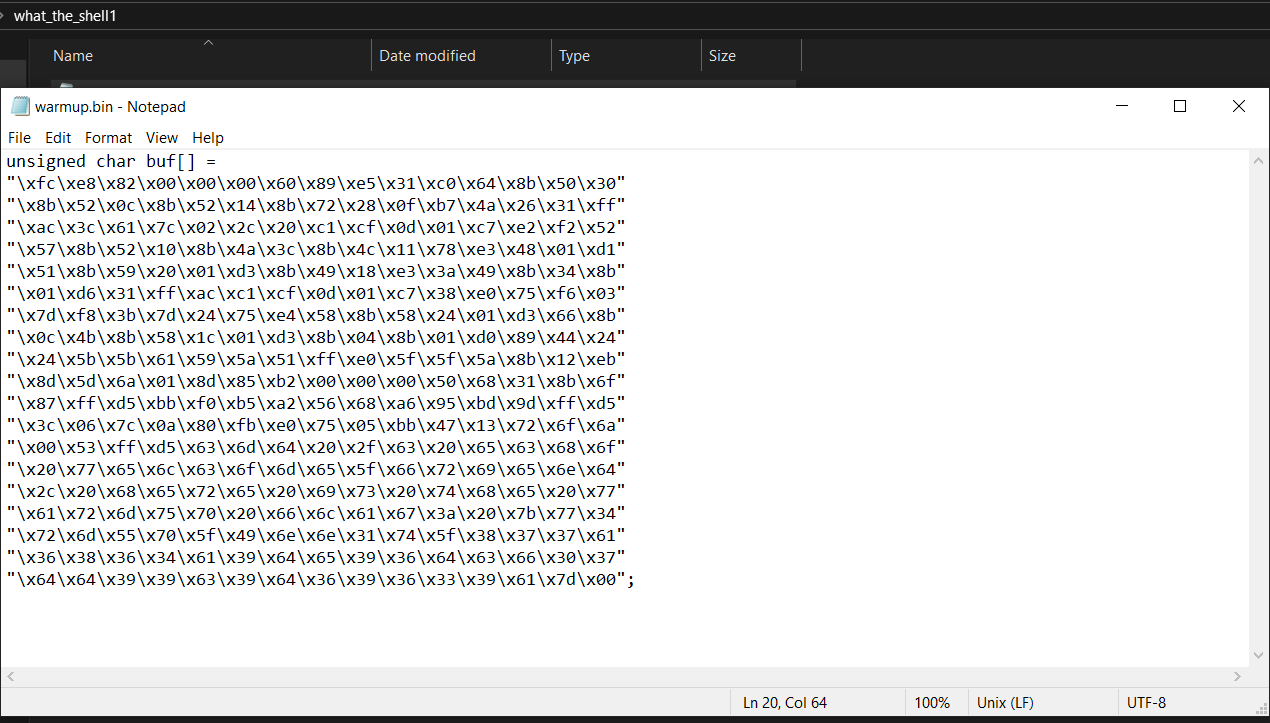 what_the_shell1
Name Date modified Type Size
warmup.bin - Notepad
File Edit Format View Help
unsigned char buf[] =
"\xfc\xe8\x82\x00\x00\x00\x60\x89\xe5\x31\xc0\x64\x8b\x50\x30"
"\x8b\x52\x0c\x8b\x52\x14\x8b\x72\x28\x0f\xb7\x4a\x26\x31\xff"
"\xac\x3c\x61\x7c\x02\x2c\x20\xc1\xcf\x0d\x01\xc7\xe2\xf2\x52"
"\x57\x8b\x52\x10\x8b\x4a\x3c\x8b\x4c\x11\x78\xe3\x48\x01\xd1"
"\x51\x8b\x59\x20\x01\xd3\x8b\x49\x18\xe3\x3a\x49\x8b\x34\x8b"
"\x01\xd6\x31\xff\xac\xc1\xcf\x0d\x01\xc7\x38\xe0\x75\xf6\x03"
"\x7d\xf8\x3b\x7d\x24\x75\xe4\x58\x8b\x58\x24\x01\xd3\x66\x8b"
"\x0c\x4b\x8b\x58\x1c\x01\xd3\x8b\x04\x8b\x01\xd0\x89\x44\x24"
"\x24\x5b\x5b\x61\x59\x5a\x51\xff\xe0\x5f\x5f\x5a\x8b\x12\xeb"
"\x8d\x5d\x6a\x01\x8d\x85\xb2\x00\x00\x00\x50\x68\x31\x8b\x6f"
"\x87\xff\xd5\xbb\xf0\xb5\xa2\x56\x68\xa6\x95\xbd\x9d\xff\xd5"
"\x3c\x06\x7c\x0a\x80\xfb\xe0\x75\x05\xbb\x47\x13\x72\x6f\x6a"
"\x00\x53\xff\xd5\x63\x6d\x64\x20\x2f\x63\x20\x65\x63\x68\x6f"
"\x20\x77\x65\x6c\x63\x6f\x6d\x65\x5f\x66\x72\x69\x65\x6e\x64"
"\x2c\x20\x68\x65\x72\x65\x20\x69\x73\x20\x74\x68\x65\x20\x77"
"\x61\x72\x6d\x75\x70\x20\x66\x6c\x61\x67\x3a\x20\x7b\x77\x34"
"\x72\x6d\x55\x70\x5f\x49\x6e\x6e\x31\x74\x5f\x38\x37\x37\x61"
"\x36\x38\x36\x34\x61\x39\x64\x65\x39\x36\x64\x63\x66\x30\x37"
"\x64\x64\x39\x39\x63\x39\x64\x36\x39\x36\x33\x39\x61\x7d\x00";
Ln 20, Col 64 100% Unix (LF) UTF-8